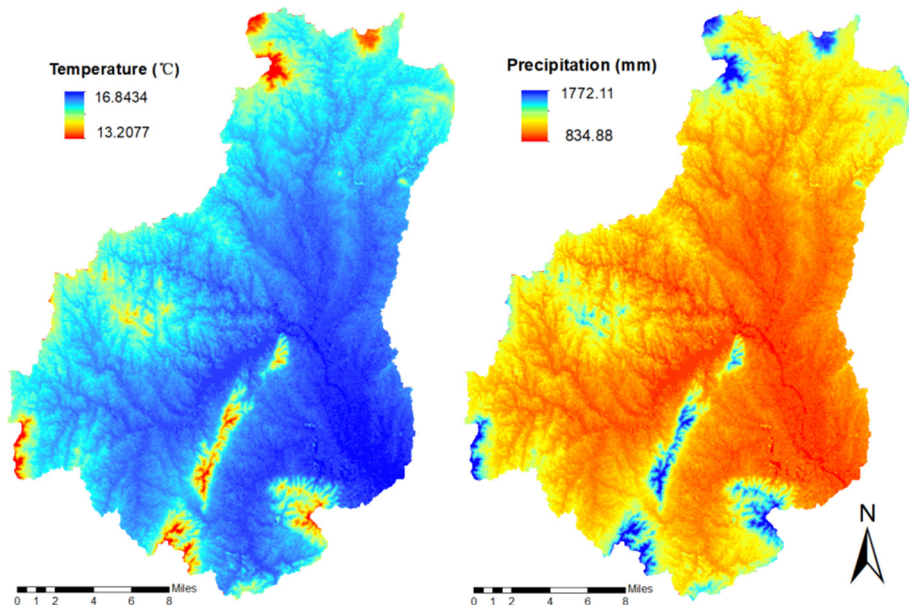 Temperature (℃)
16.8434
13.2077
Precipitation (mm)
1772.11
834.88
N
Miles
0 1 2 4 6 8
Miles
0 1 2 4 6 8